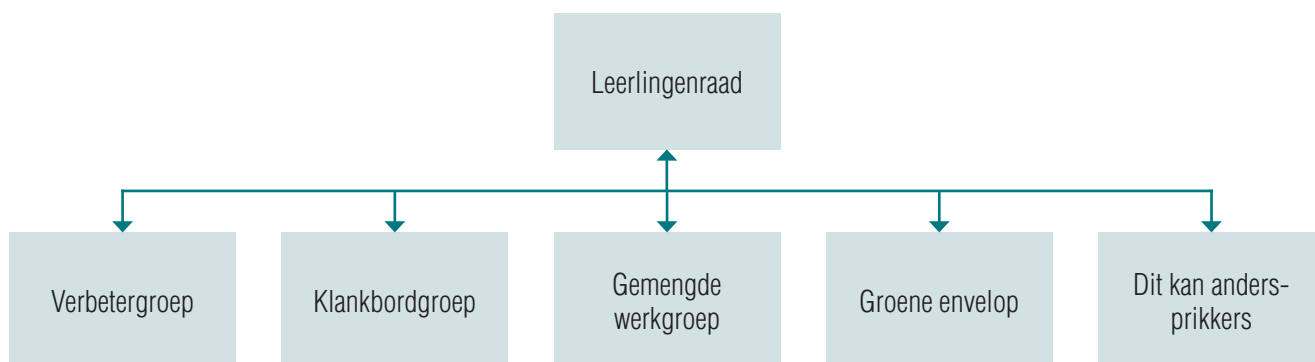 Leerlingenraad
Verbetergroep
Klankbordgroep
Gemengde
werkgroep
Groene envelop
Dit kan anders-
prikkers